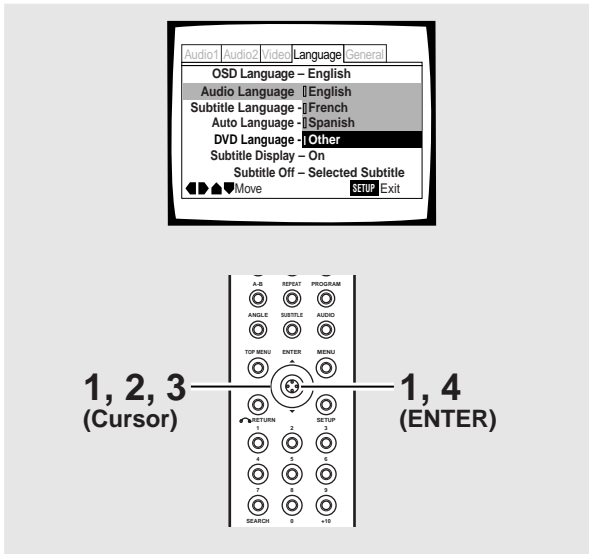 Audio1 Audio2 Video Language General
OSD Language – English
Audio Language English
Subtitle Language - French
Auto Language - Spanish
DVD Language - Other
Subtitle Display – On
Subtitle Off – Selected Subtitle
Move SETUP Exit
A-B REPEAT PROGRAM
ANGLE SUBTITLE AUDIO
TOP MENU ENTER MENU
1, 2, 3
(Cursor)
1, 4
(ENTER)
RETURN SETUP
1 2 3
4 5 6
7 8 9
SEARCH 0 +10